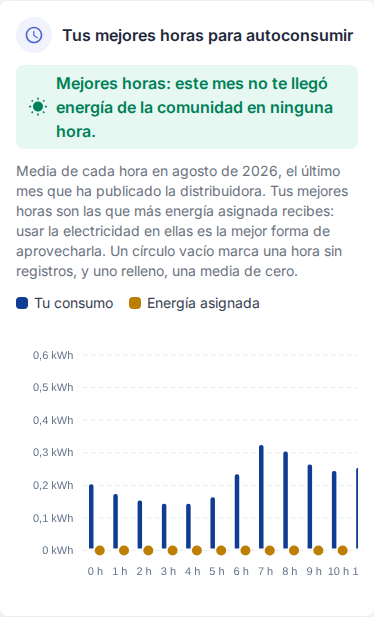 Tus mejores horas para autoconsumir
Mejores horas: este mes no te llegó
energía de la comunidad en ninguna
hora.
Media de cada hora en agosto de 2026, el último
mes que ha publicado la distribuidora. Tus mejores
horas son las que más energía asignada recibes:
usar la electricidad en ellas es la mejor forma de
aprovecharla. Un círculo vacío marca una hora sin
registros, y uno relleno, una media de cero.
Tu consumo Energía asignada
0,6 kWh
0,5 kWh
0,4 kWh
0,3 kWh
0,2 kWh
0,1 kWh
0 kWh
0 h 1 h 2 h 3 h 4 h 5 h 6 h 7 h 8 h 9 h 10 h 1